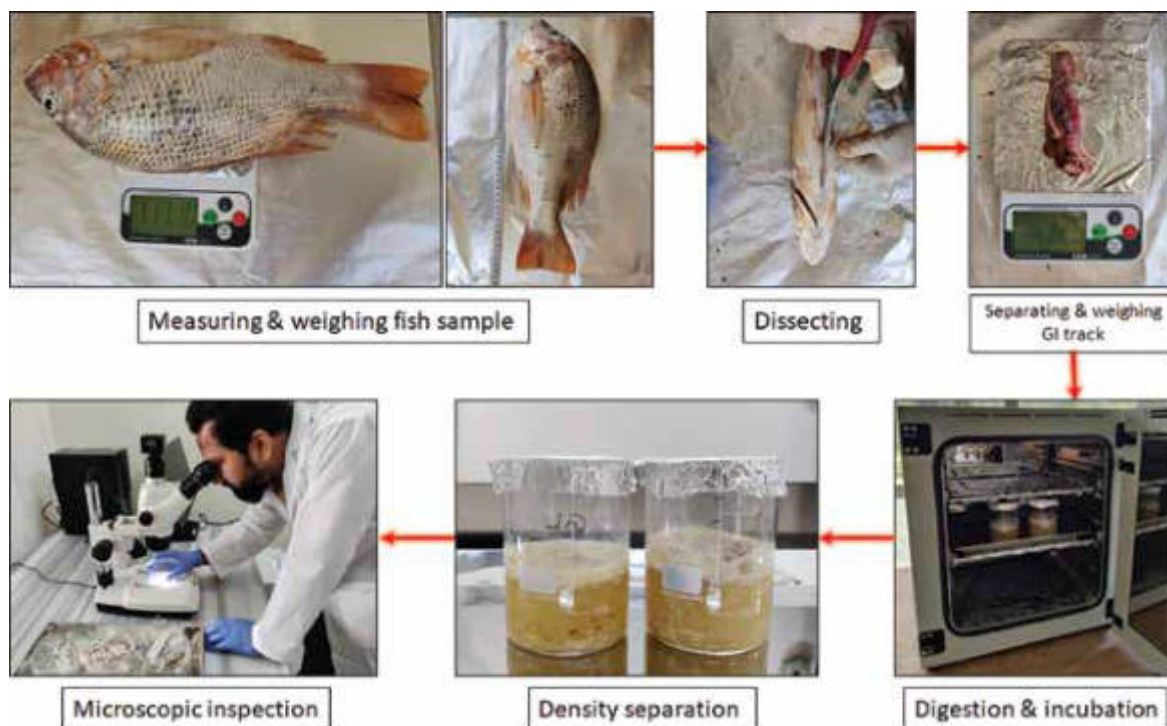 Measuring & weighing fish sample
Dissecting
Separating & weighing
GI track
Microscopic inspection
Density separation
Digestion & incubation